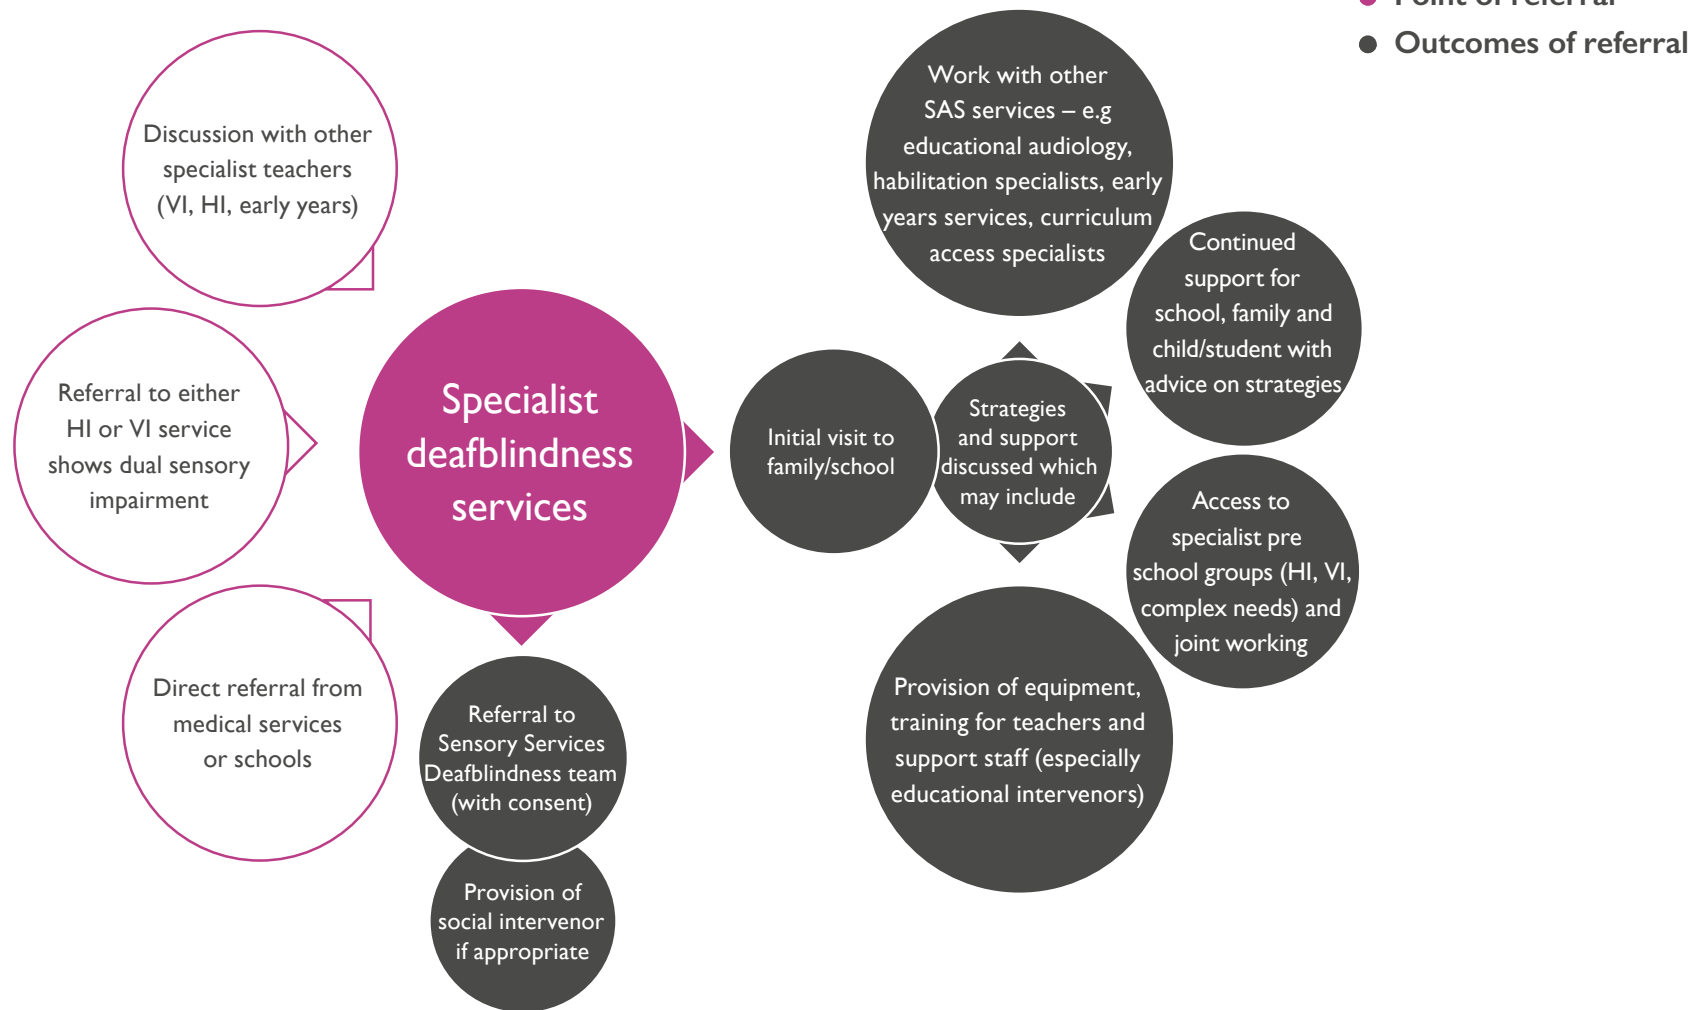 Point of referral
Outcomes of referral
Discussion with other
specialist teachers
(VI, HI, early years)
Referral to either
HI or VI service
shows dual sensory
impairment
Direct referral from
medical services
or schools
Specialist
deafblindness
services
Referral to
Sensory Services
Deafblindness team
(with consent)
Provision of
social intervenor
if appropriate
Initial visit to
family/school
Strategies
and support
discussed which
may include
Work with other
SAS services – e.g
educational audiology,
habilitation specialists, early
years services, curriculum
access specialists
Continued
support for
school, family and
child/student with
advice on strategies
Access to
specialist pre
school groups (HI, VI,
complex needs) and
joint working
Provision of equipment,
training for teachers and
support staff (especially
educational intervenors)